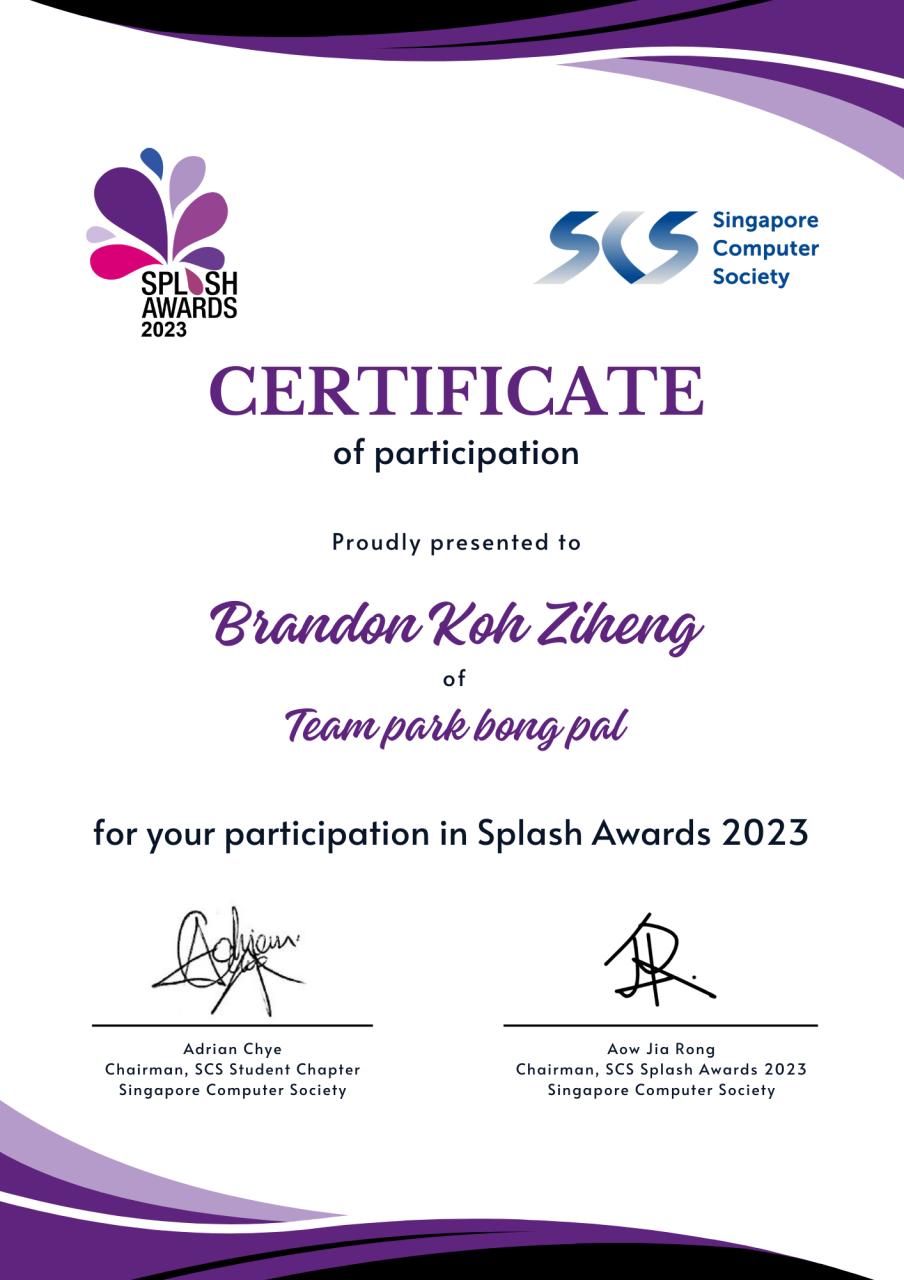 SPLASH
AWARDS
2023
SCS
Singapore
Computer
Society
CERTIFICATE
of participation
Proudly presented to
Brandon Koh Ziheng
of
Team park bong pal
for your participation in Splash Awards 2023
Adrian Chye
Chairman, SCS Student Chapter
Singapore Computer Society
Aow Jia Rong
Chairman, SCS Splash Awards 2023
Singapore Computer Society